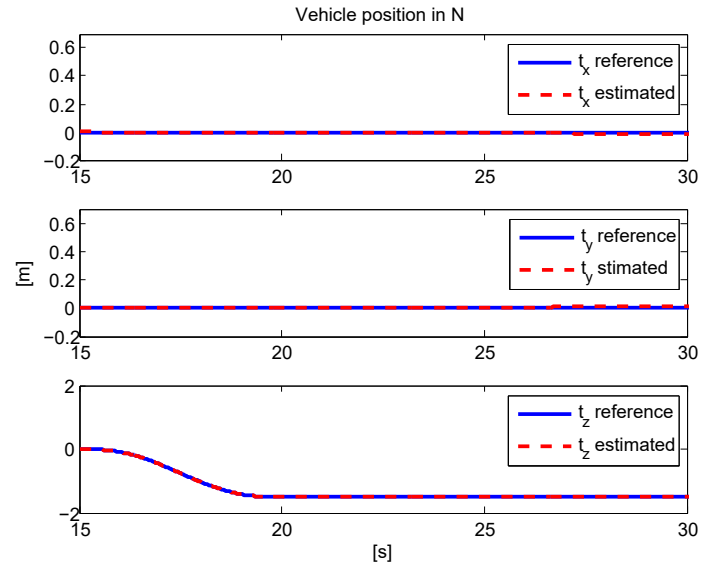 Vehicle position in N
0.6
0.4
0.2
0
−0.2
15
20
25
30
t_x reference
t_x estimated
[m]
0.6
0.4
0.2
0
−0.2
15
20
25
30
t_y reference
t_y stimated
2
0
−2
15
20
25
30
t_z reference
t_z estimated
[s]